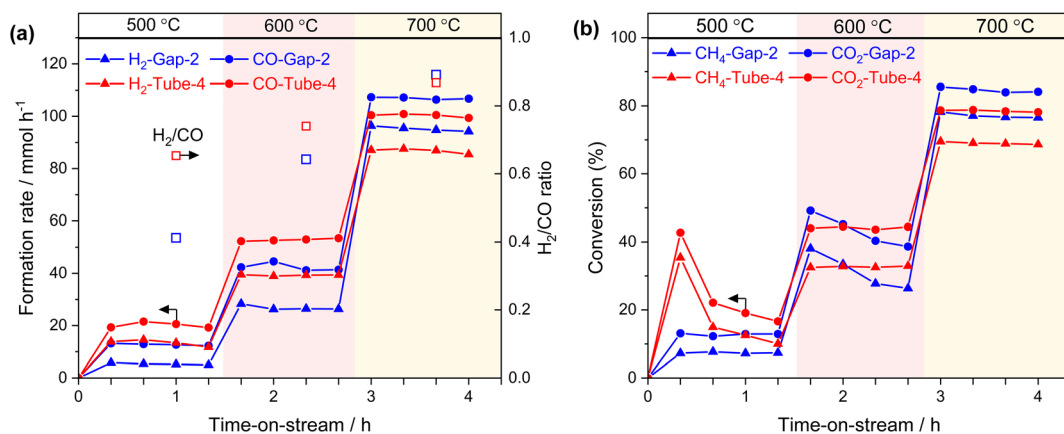 (a)
500 °C 600 °C 700 °C
H₂-Gap-2 CO-Gap-2
H₂-Tube-4 CO-Tube-4
H₂/CO
Formation rate / mmol h⁻¹
0 20 40 60 80 100 120
H₂/CO ratio
0.0 0.2 0.4 0.6 0.8 1.0
0 1 2 3 4
Time-on-stream / h
(b)
500 °C 600 °C 700 °C
CH₄-Gap-2 CO₂-Gap-2
CH₄-Tube-4 CO₂-Tube-4
Conversion (%)
0 20 40 60 80 100
0 1 2 3 4
Time-on-stream / h